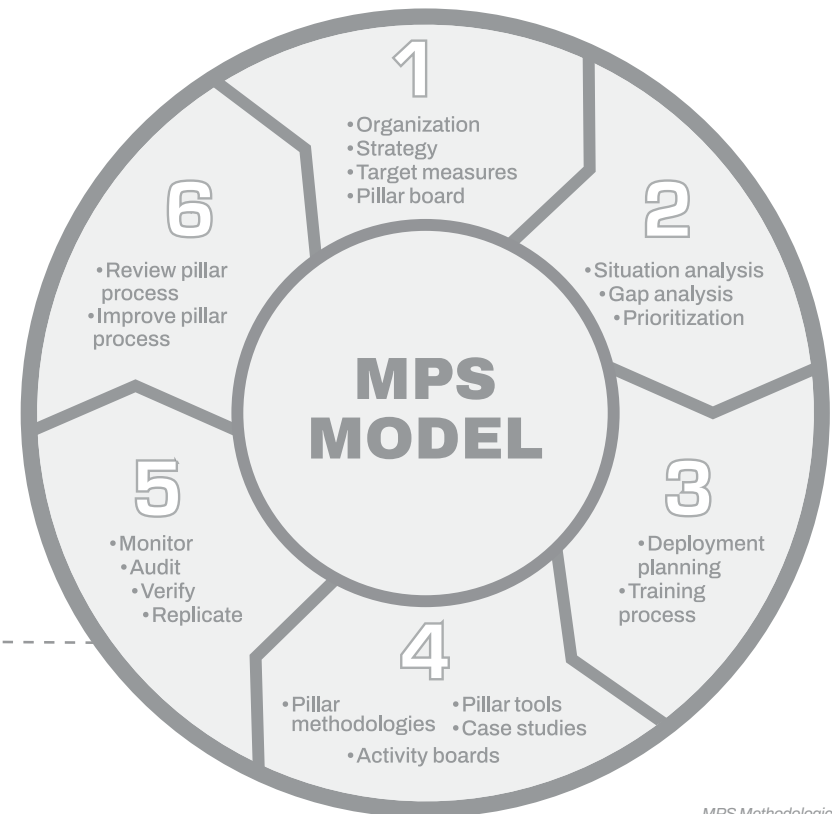 1
•Organization
•Strategy
•Target measures
•Pillar board
2
•Situation analysis
•Gap analysis
•Prioritization
3
•Deployment
planning
•Training
process
4
•Pillar
methodologies
•Pillar tools
•Case studies
•Activity boards
5
•Monitor
•Audit
•Verify
•Replicate
6
•Review pillar
process
•Improve pillar
process
MPS
MODEL
MPS